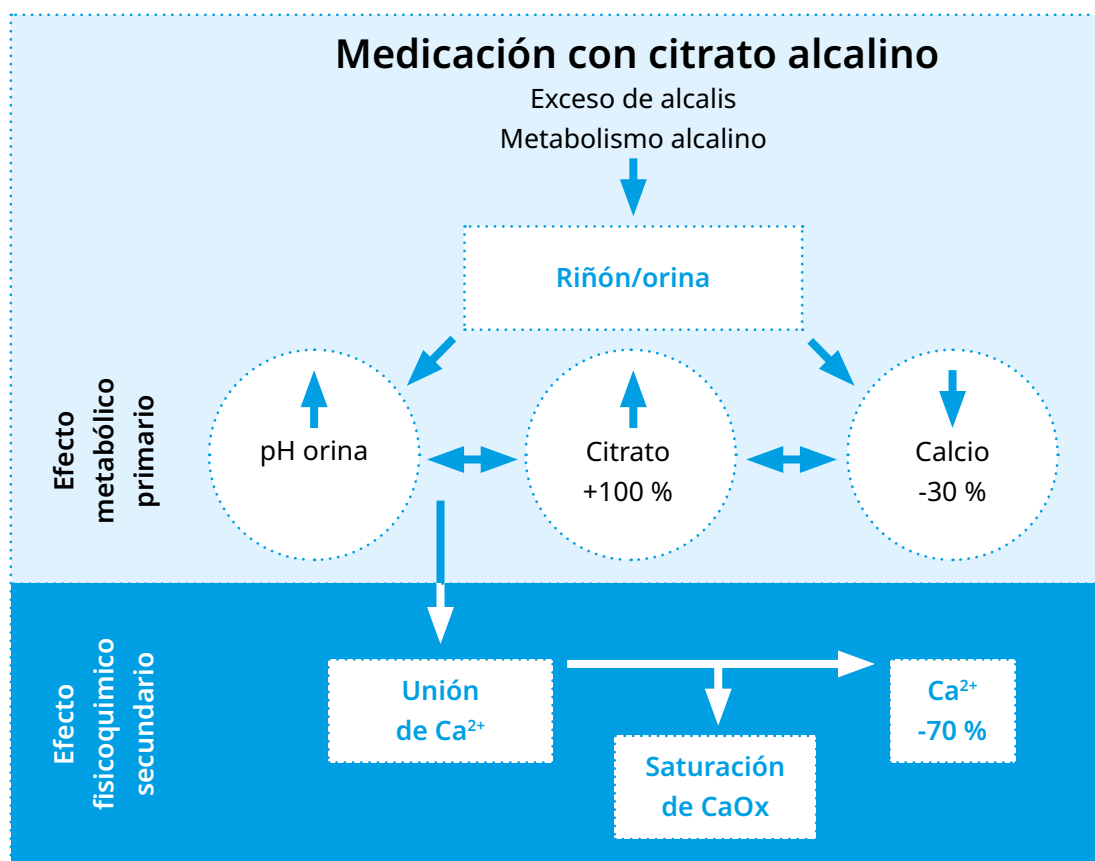 Medicación con citrato alcalino
Exceso de alcalis
Metabolismo alcalino
Riñón/orina
Efecto
metabólico
primario
pH orina
Citrato
+100 %
Calcio
-30 %
Efecto
fisicoquimico
secundario
Unión
de Ca²⁺
Saturación
de CaOx
Ca²⁺
-70 %